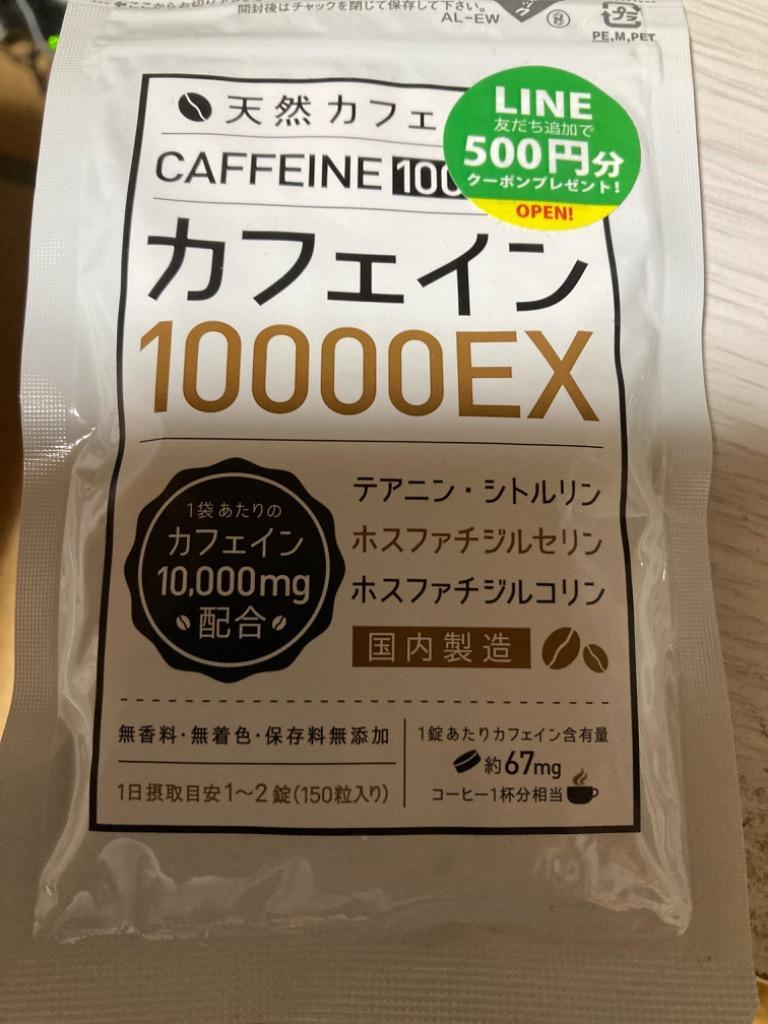 開封後はチャックを閉じて保存して下さい。
AL-EW
プラ
PE,M,PET
天然カフェ
LINE
友だち追加で
500円分
クーポンプレゼント!
OPEN!
CAFFEINE 100
カフェイン
10000EX
1袋あたりの
カフェイン
10,000mg
配合
テアニン・シトルリン
ホスファチジルセリン
ホスファチジルコリン
国内製造
無香料・無着色・保存料無添加
1日摂取目安1〜2錠(150粒入り)
1錠あたりカフェイン含有量
約67mg
コーヒー1杯分相当